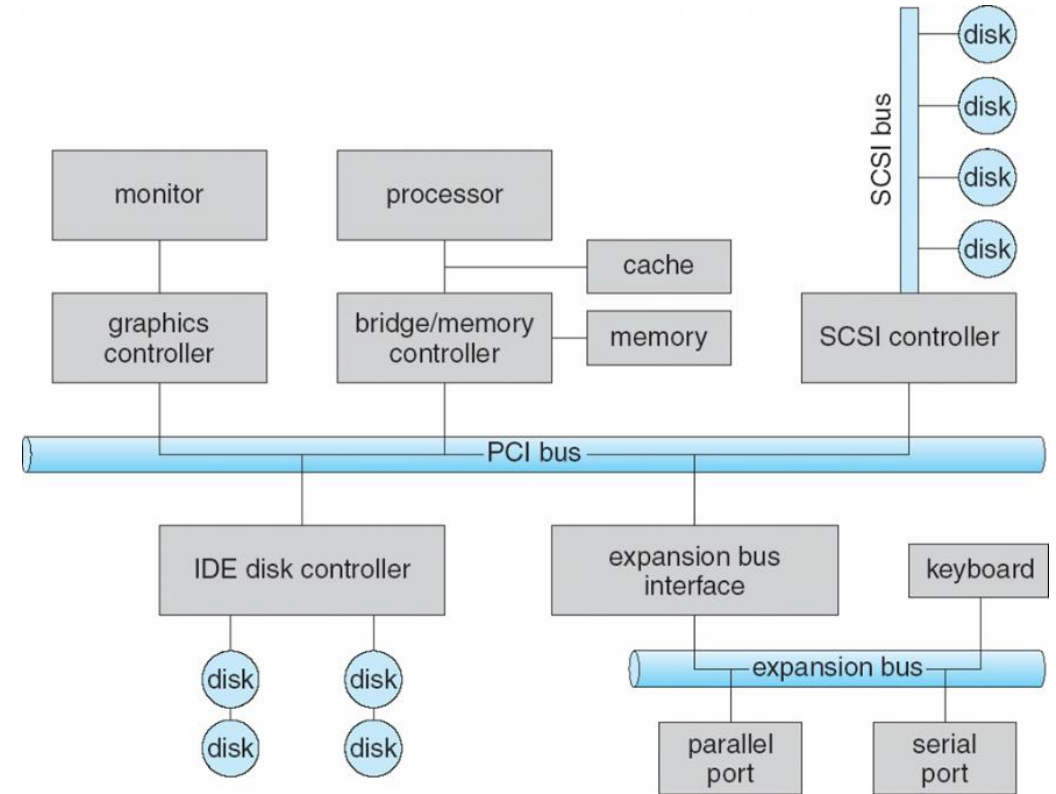 disk
disk
disk
disk
SCSI bus
monitor
processor
cache
graphics
controller
bridge/memory
controller
memory
SCSI controller
PCI bus
IDE disk controller
expansion bus
interface
keyboard
disk
disk
disk
disk
expansion bus
parallel
port
serial
port